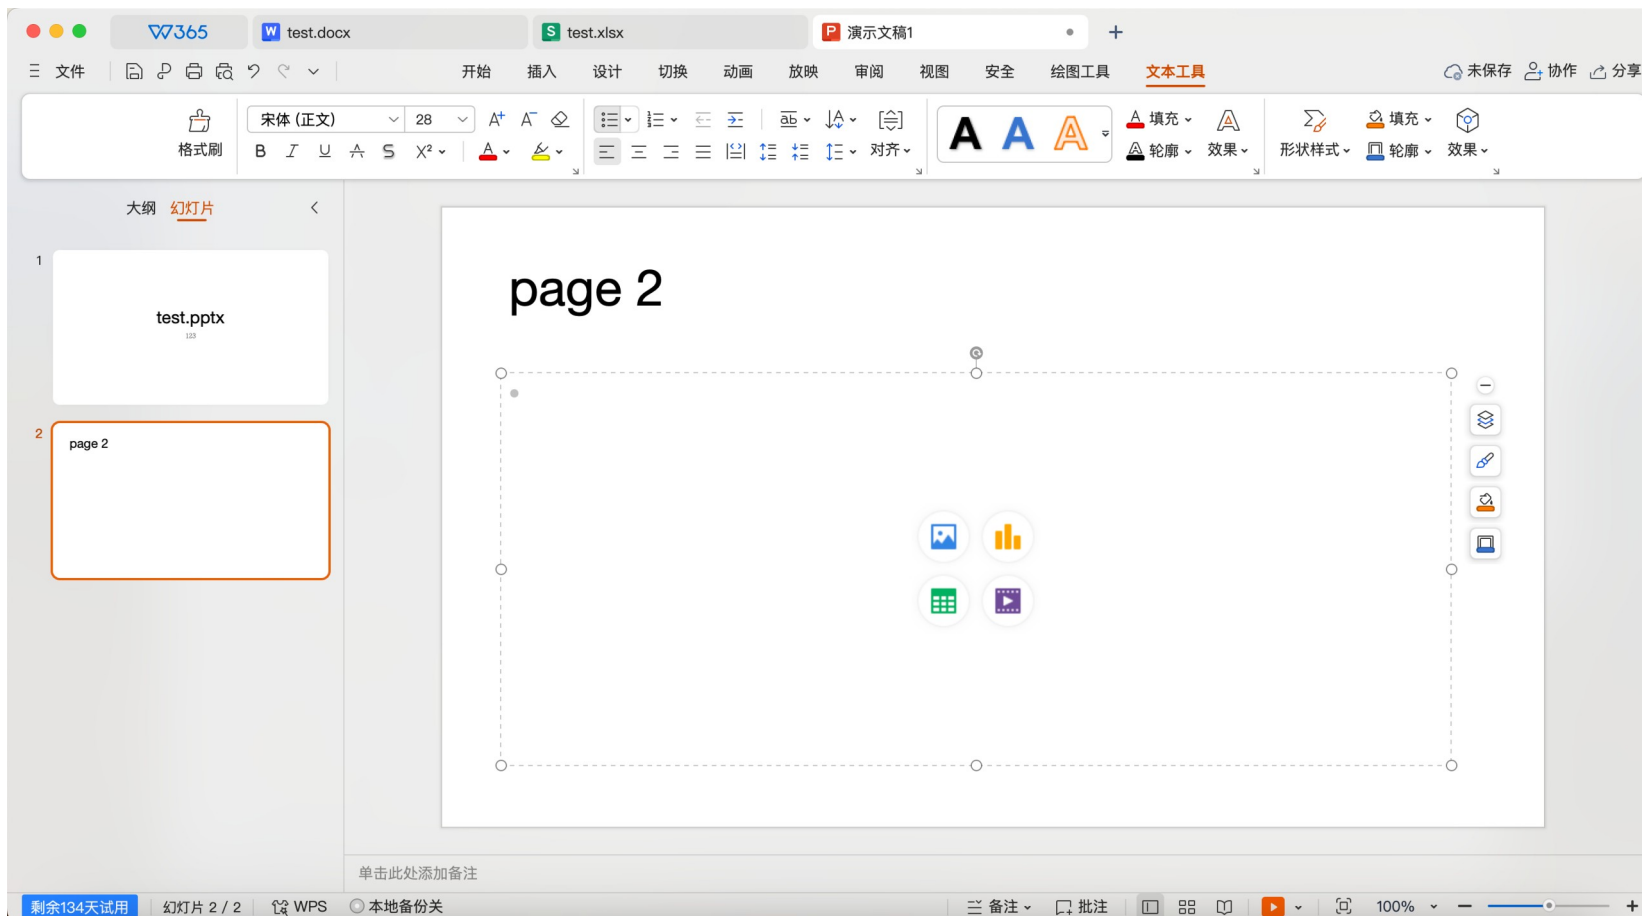 W365 test.docx test.xlsx 演示文稿1
文件 开始 插入 设计 切换 动画 放映 审阅 视图 安全 绘图工具 文本工具 未保存 协作 分享
宋体 (正文) 28 填充 填充
格式刷 B I U A S X² A 对齐 轮廓 效果 形状样式 轮廓 效果
大纲 幻灯片
1
test.pptx
123
2
page 2
page 2
单击此处添加备注
剩余134天试用 幻灯片 2 / 2 WPS 本地备份关 备注 批注 100%